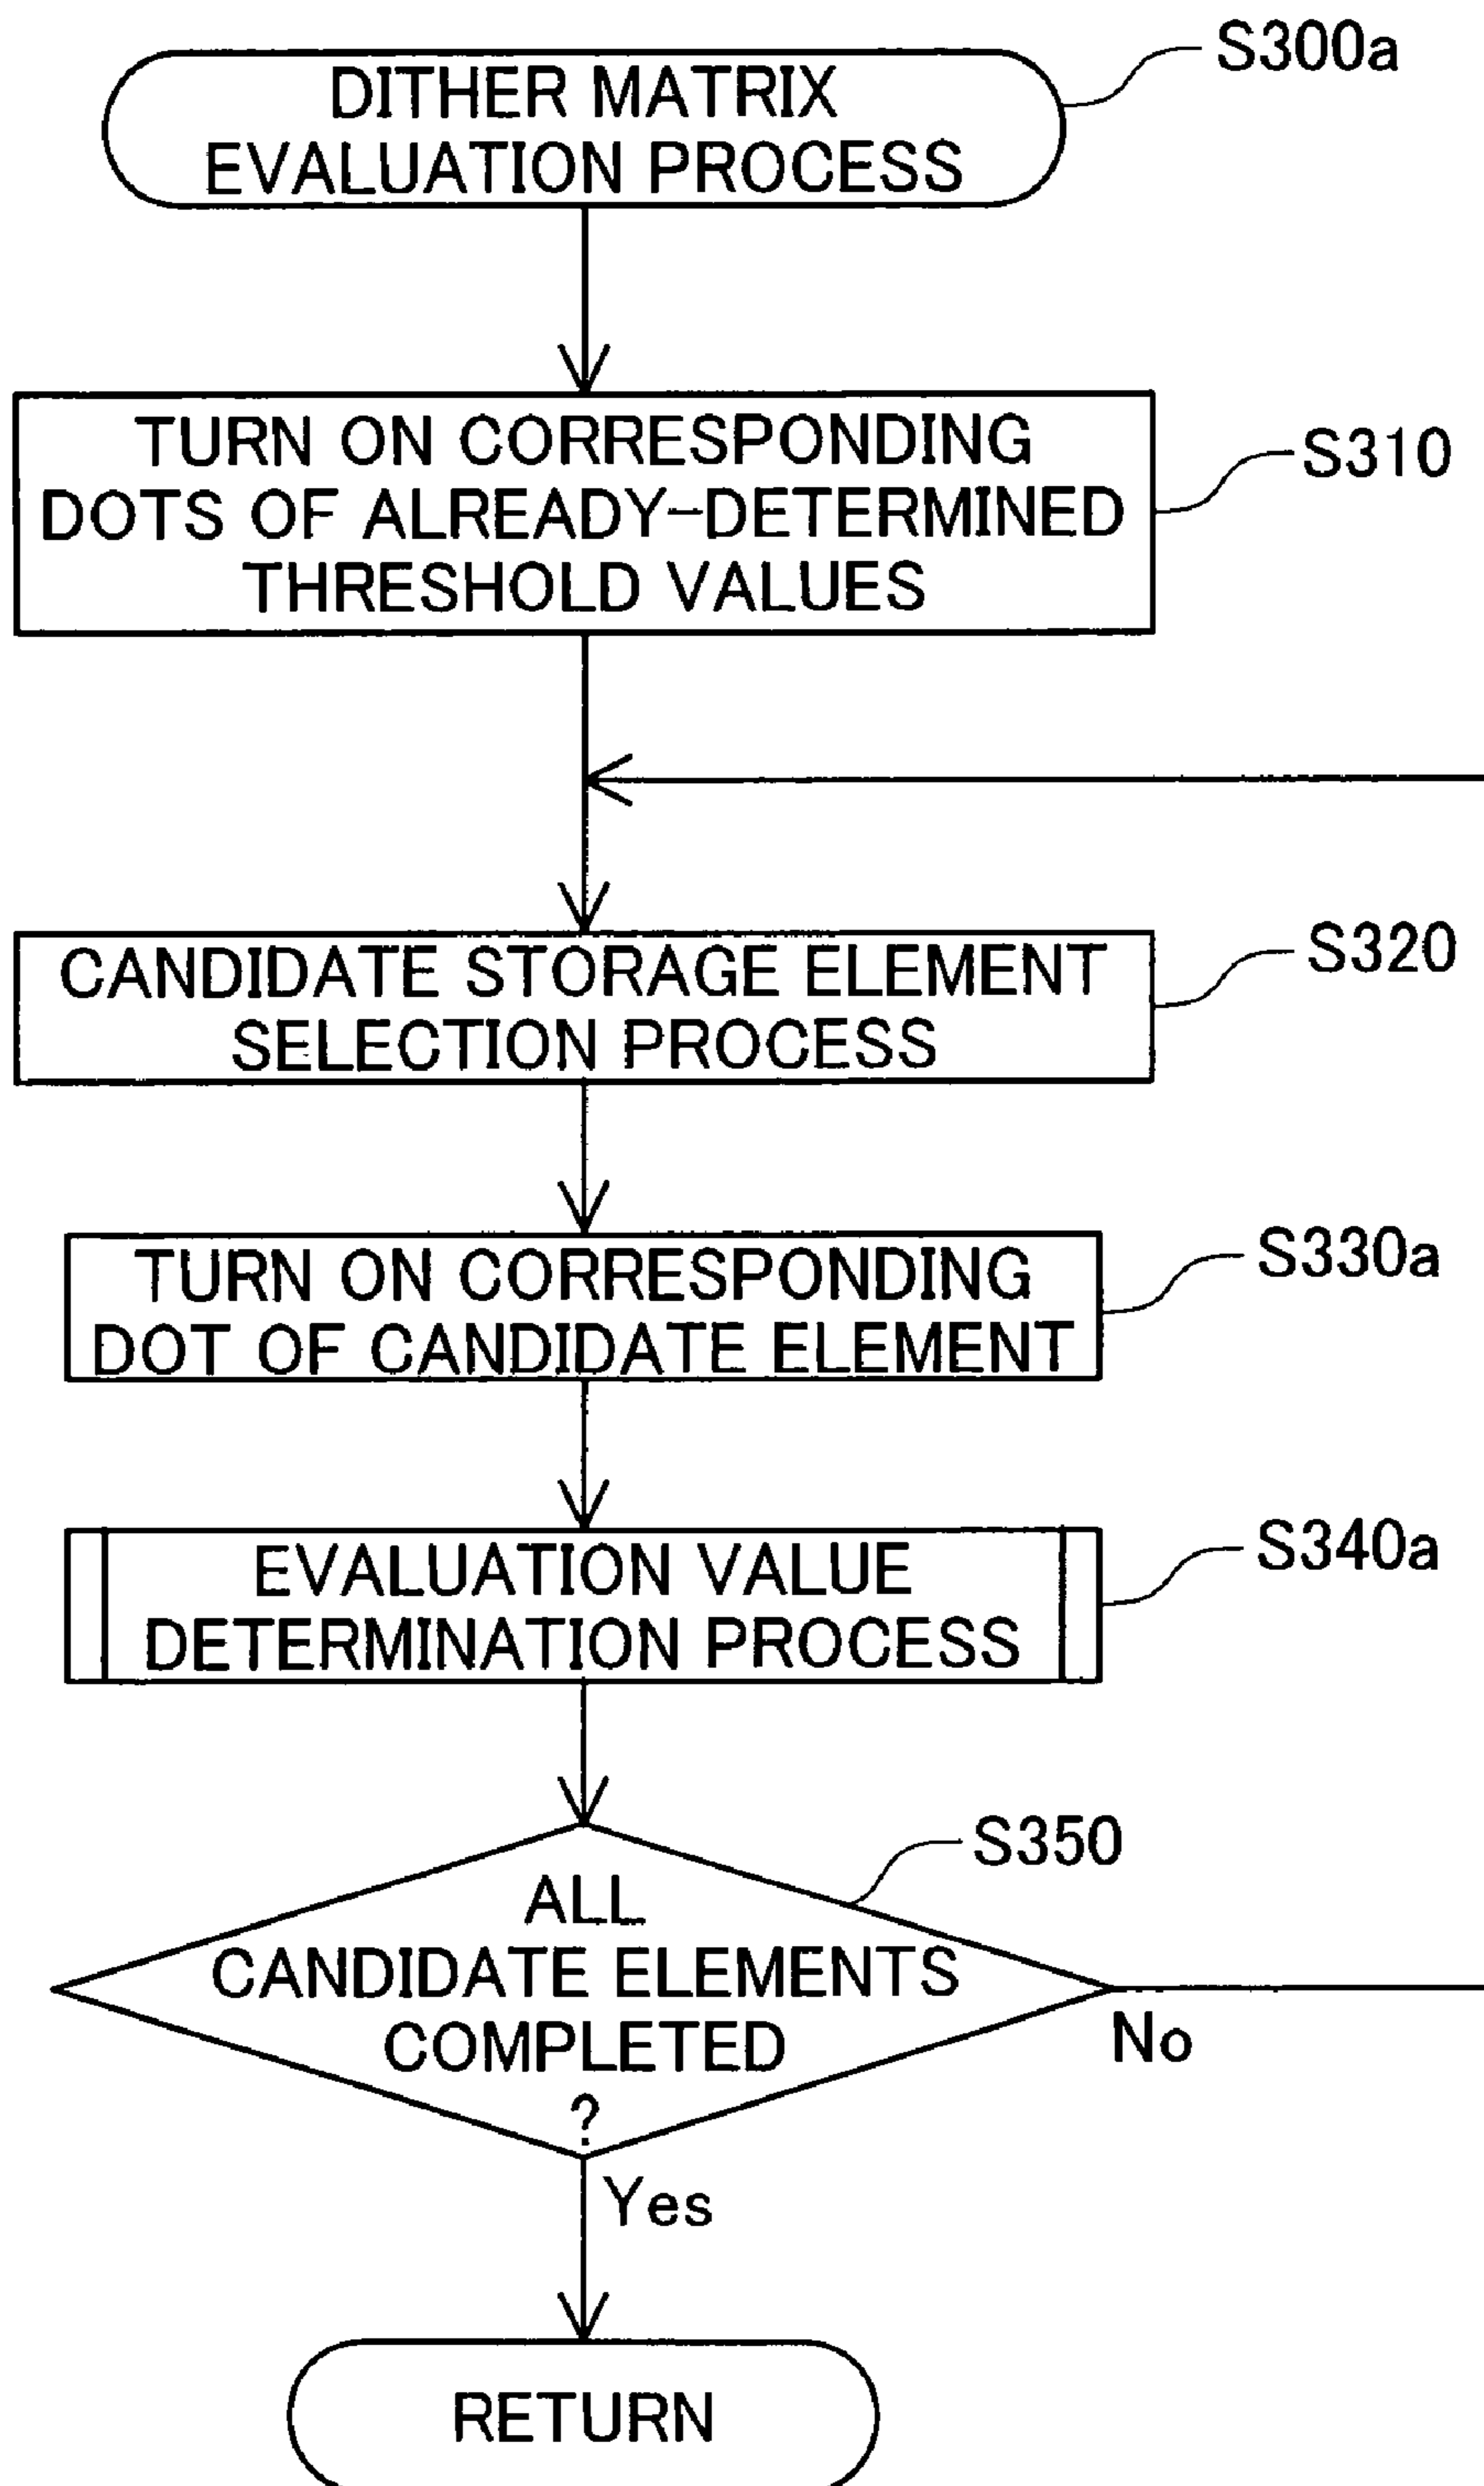 S300a
DITHER MATRIX
EVALUATION PROCESS
TURN ON CORRESPONDING
DOTS OF ALREADY-DETERMINED
THRESHOLD VALUES
S310
CANDIDATE STORAGE ELEMENT
SELECTION PROCESS
S320
TURN ON CORRESPONDING
DOT OF CANDIDATE ELEMENT
S330a
EVALUATION VALUE
DETERMINATION PROCESS
S340a
S350
ALL
CANDIDATE ELEMENTS
COMPLETED
?
No
Yes
RETURN